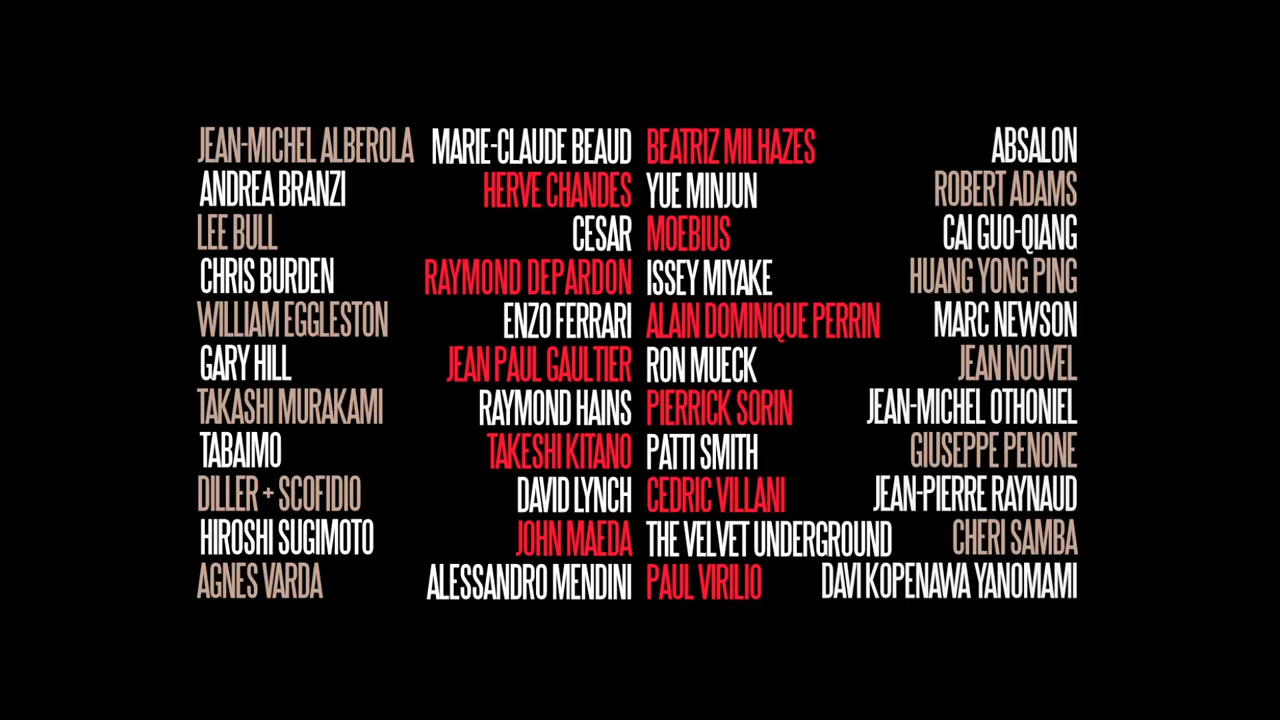 JEAN-MICHEL ALBEROLA MARIE-CLAUDE BEAUD BEATRIZ MILHAZES ABSALON
ANDREA BRANZI HERVE CHANDES YUE MINJUN ROBERT ADAMS
LEE BULL CESAR MOEBIUS CAI GUO-QIANG
CHRIS BURDEN RAYMOND DEPARDON ISSEY MIYAKE HUANG YONG PING
WILLIAM EGGLESTON ENZO FERRARI ALAIN DOMINIQUE PERRIN MARC NEWSON
GARY HILL JEAN PAUL GAULTIER RON MUECK JEAN NOUVEL
TAKASHI MURAKAMI RAYMOND HAINS PIERRICK SORIN JEAN-MICHEL OTHONIEL
TABAIMO TAKESHI KITANO PATTI SMITH GIUSEPPE PENONE
DILLER + SCOFIDIO DAVID LYNCH CEDRIC VILLANI JEAN-PIERRE RAYNAUD
HIROSHI SUGIMOTO JOHN MAEDA THE VELVET UNDERGROUND CHERI SAMBA
AGNES VARDA ALESSANDRO MENDINI PAUL VIRILIO DAVI KOPENAWA YANOMAMI